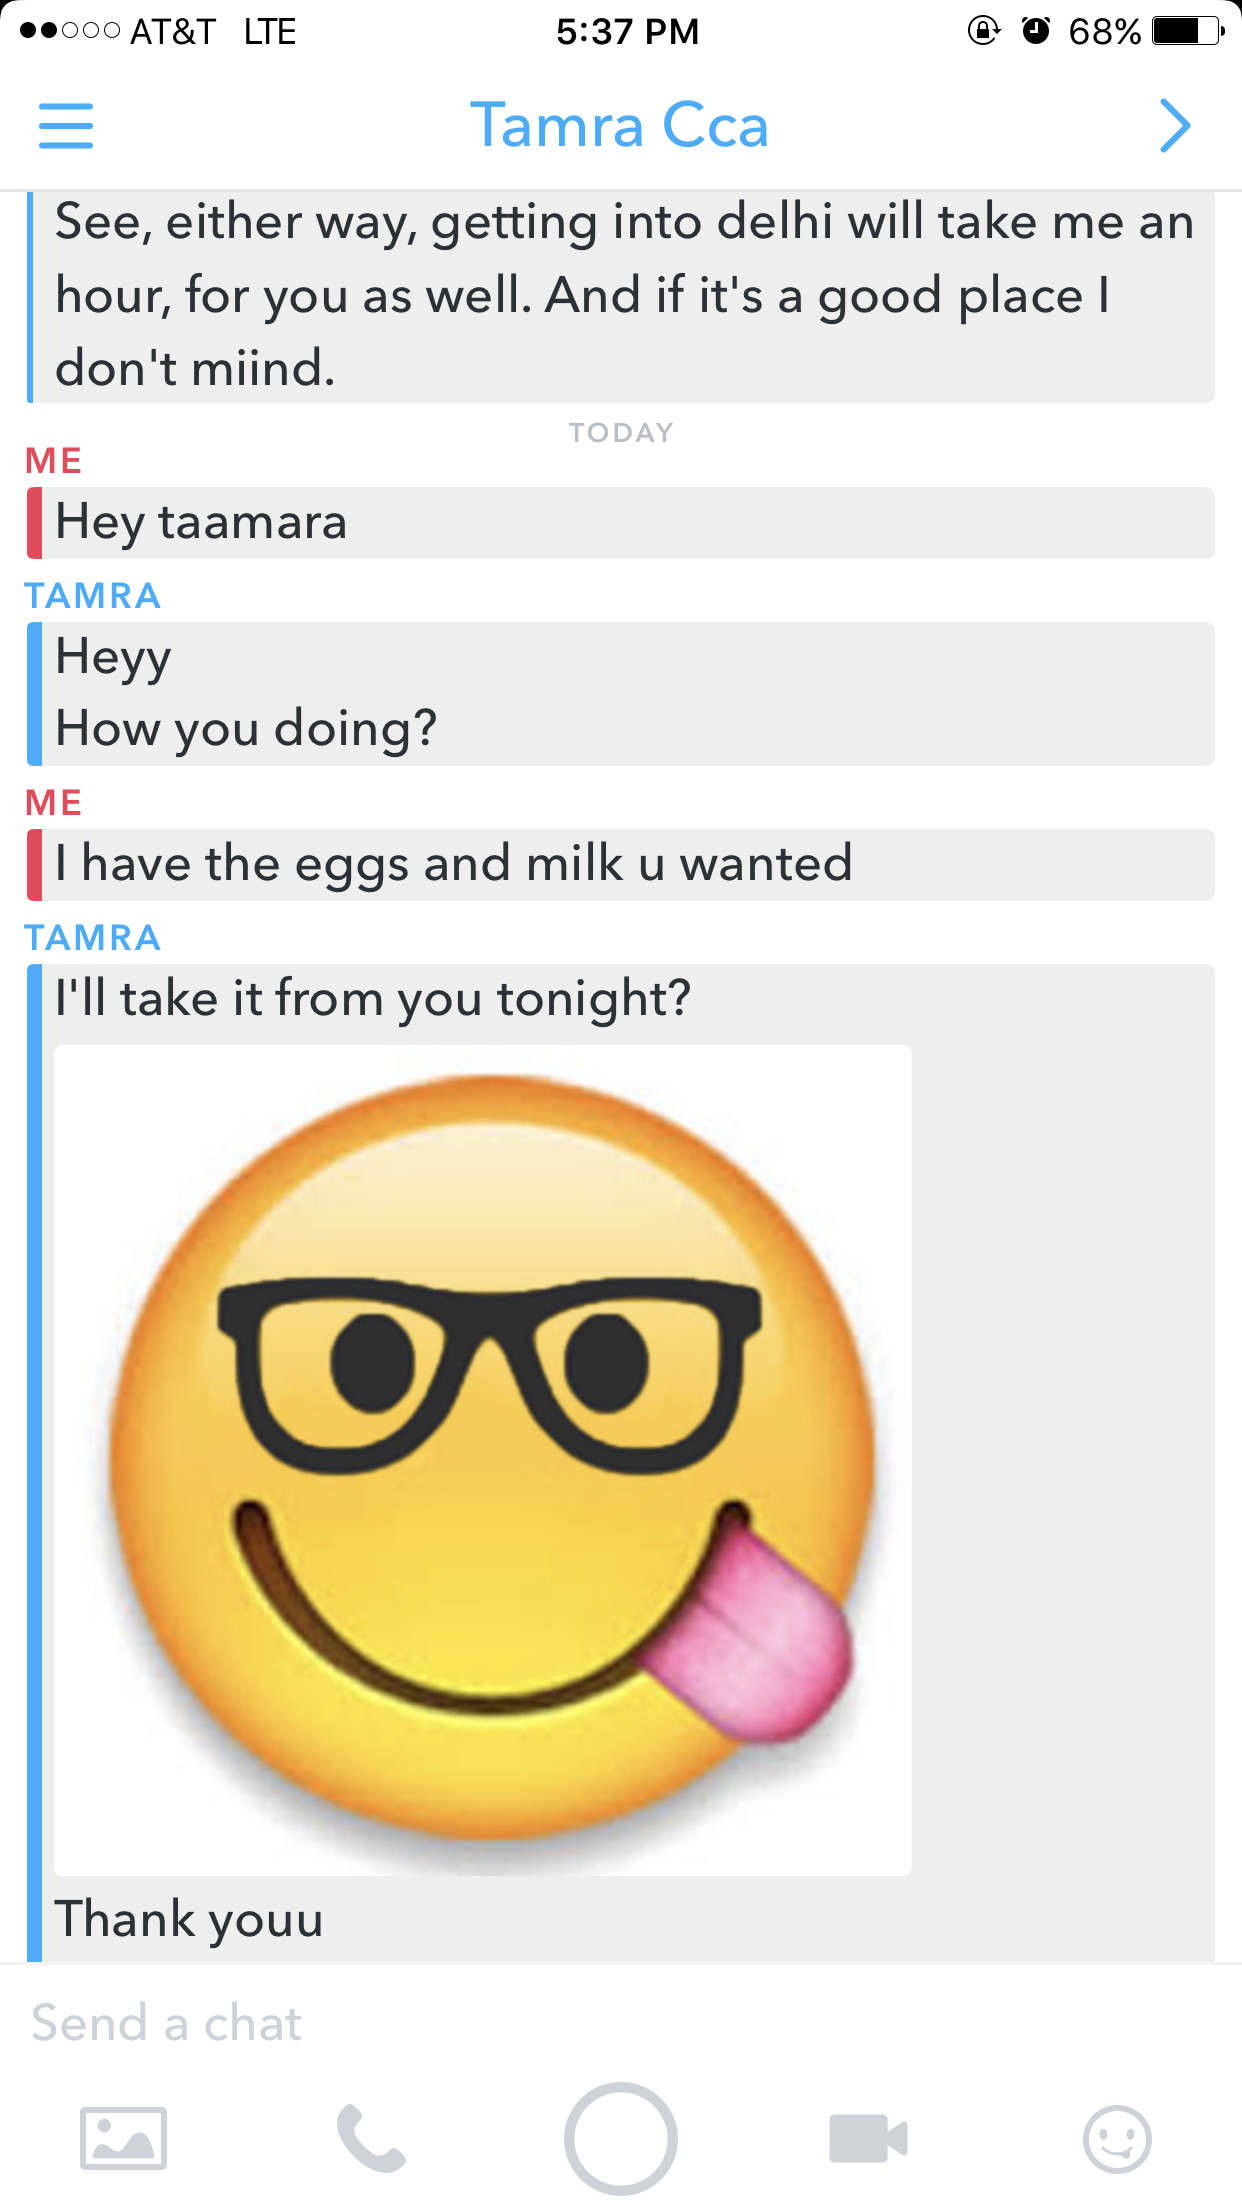 AT&T LTE 5:37 PM 68%
Tamra Cca
See, either way, getting into delhi will take me an
hour, for you as well. And if it's a good place I
don't miind.
TODAY
ME
Hey taamara
TAMRA
Heyy
How you doing?
ME
I have the eggs and milk u wanted
TAMRA
I'll take it from you tonight?
Thank youu
Send a chat